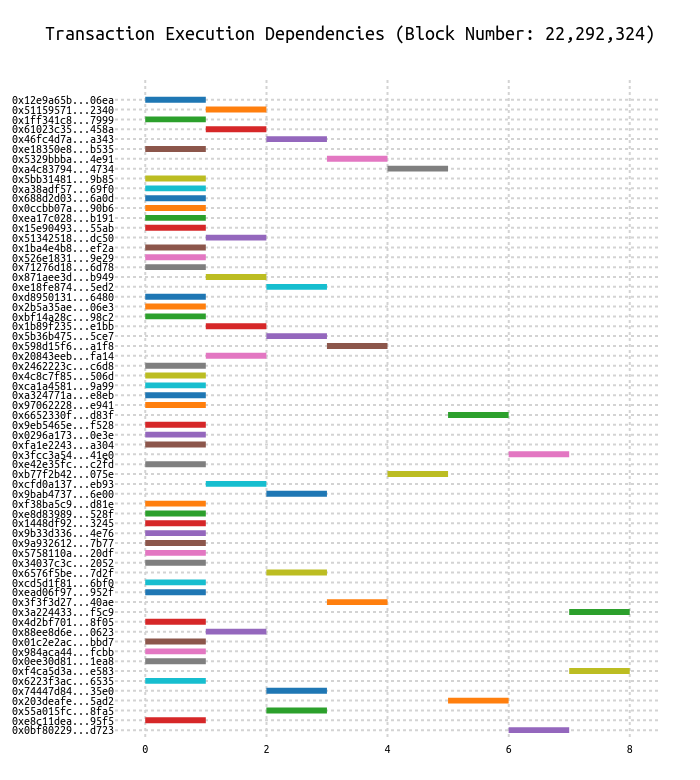 Transaction Execution Dependencies (Block Number: 22,292,324)
0x12e9a65b...06ea
0x51159571...2340
0x1ff341c8...7999
0x61023c35...458a
0x46fc4d7a...a343
0xe18350e8...b535
0x5329bbba...4e91
0xa4c83794...4734
0x5bb31481...9b85
0xa38adf57...69f0
0x688d2d03...6a0d
0x0ccbb07a...90b6
0xea17c028...b191
0x15e90493...55ab
0x51342518...dc50
0x1ba4e4b8...ef2a
0x526e1831...9e29
0x71276d18...6d78
0x871aee3d...b949
0xe18fe874...5ed2
0xd8950131...6480
0x2b5a35ae...06e3
0xbf14a28c...98c2
0x1b89f235...e1bb
0x5b36b475...5ce7
0x598d15f6...a1f8
0x20843eeb...fa14
0x2462223c...c6d8
0x4c8c7f85...506d
0xca1a4581...9a99
0xa324771a...e8eb
0x97062228...e941
0x6652330f...d83f
0x9eb5465e...f528
0x0296a173...0e3e
0xfa1e2243...a304
0x3fcc3a54...41e0
0xe42e35fc...c2fd
0xb77f2b42...075e
0xcfd0a137...eb93
0x9bab4737...6e00
0xf38ba5c9...d81e
0xe8d83989...528f
0x1448df92...3245
0x9b33d336...4e76
0x9a932612...7b77
0x5758110a...20df
0x34037c3c...2052
0x6576f5be...7d2f
0xcd5d1f81...6bf0
0xead06f97...952f
0x3f3f3d27...40ae
0x3a224433...f5c9
0x4d2bf701...8f05
0x88ee8d6e...0623
0x01c2e2ac...bbd7
0x984aca44...fcbb
0x0ee30d81...1ea8
0xf4ca5d3a...e583
0x6223f3ac...6535
0x74447d84...35e0
0x203deafe...5ad2
0x55a015fc...8fa5
0xe8c11dea...95f5
0x0bf80229...d723
0 2 4 6 8